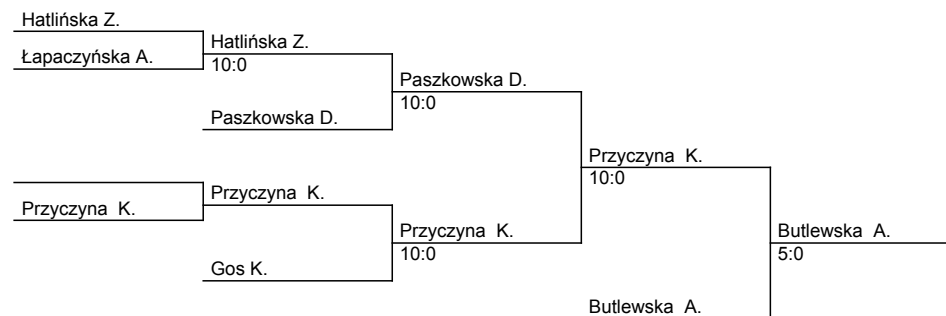 Hatlińska Z.
Łapaczyńska A.
Hatlińska Z.
10:0
Paszkowska D.
Paszkowska D.
10:0
Przyczyna  K.
Przyczyna  K.
Gos K.
Przyczyna  K.
10:0
Przyczyna  K.
10:0
Butlewska  A.
Butlewska  A.
5:0